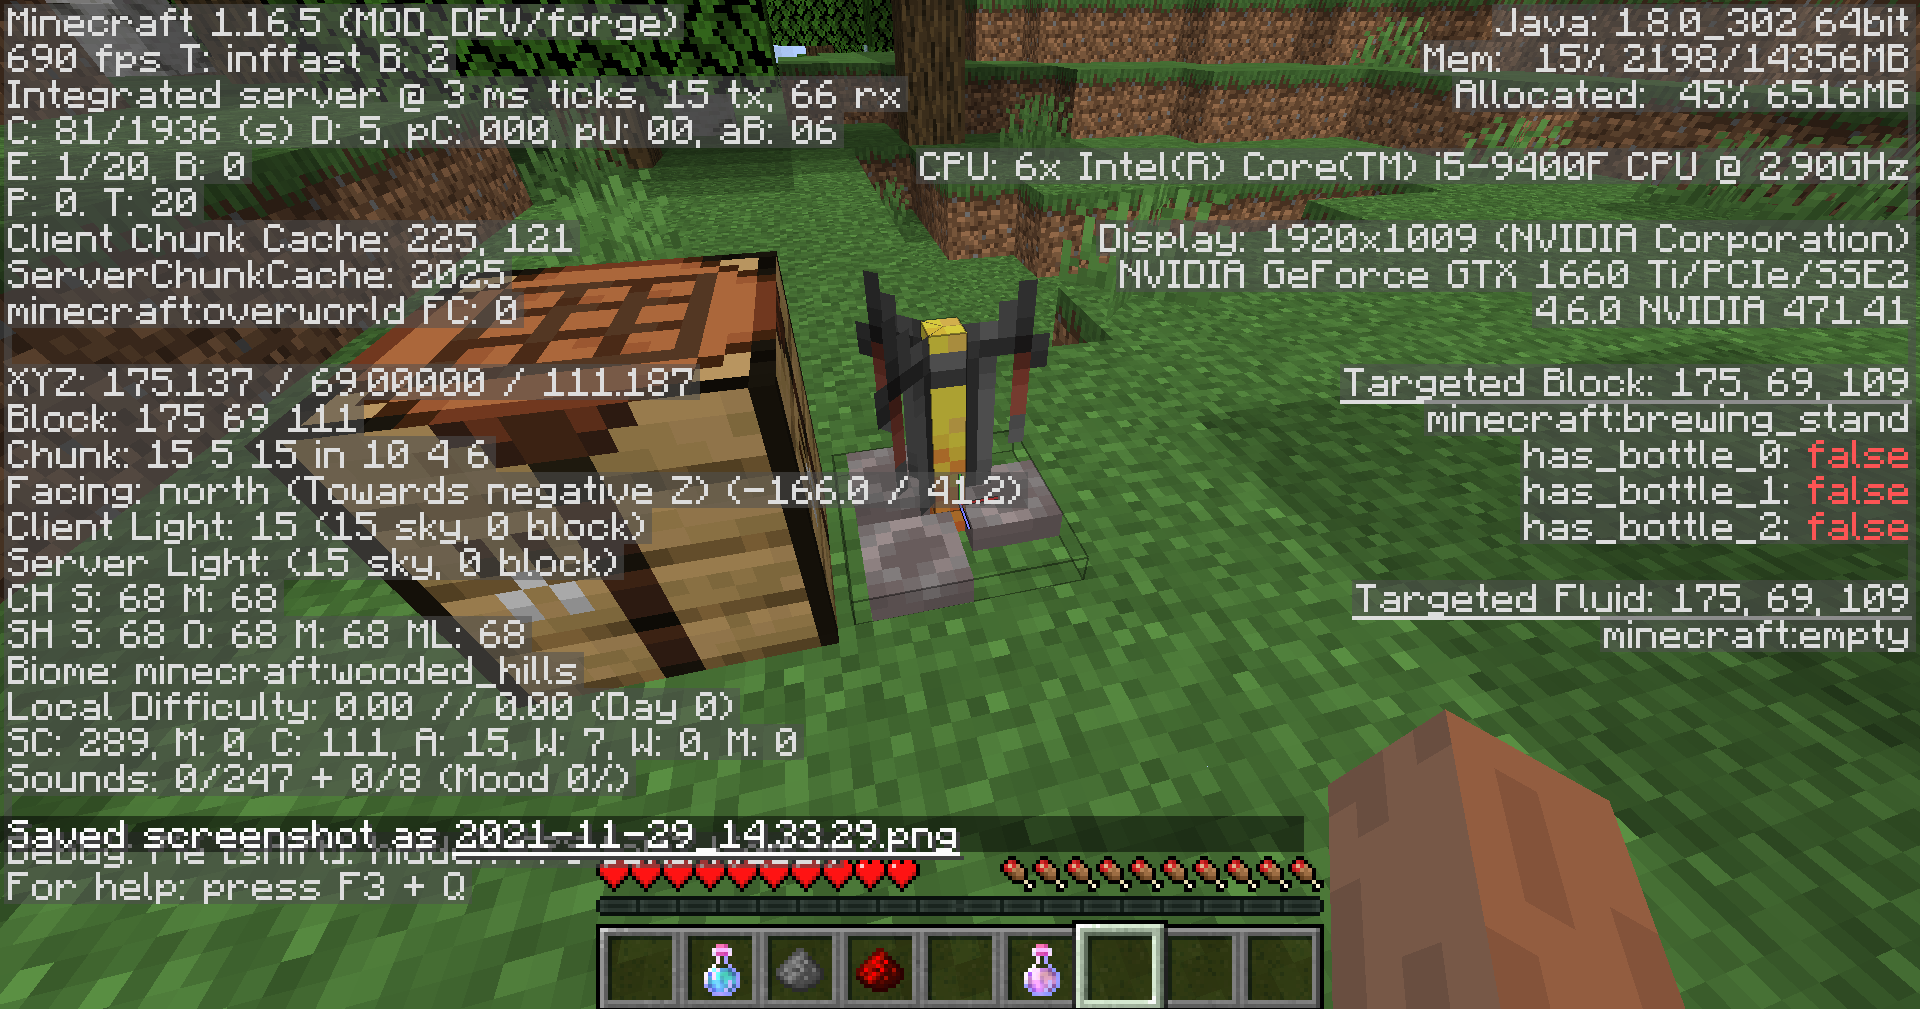 Minecraft 1.16.5 (MOD_DEV/forge)
690 fps T: inffast B: 2
Integrated server @ 3 ms ticks, 15 tx, 66 rx
C: 81/1936 (s) D: 5, pC: 000, pU: 00, aB: 06
E: 1/20, B: 0
P: 0. T: 20
Client Chunk Cache: 225, 121
ServerChunkCache: 2025
minecraft:overworld FC: 0
XYZ: 175.137 / 69.00000 / 111.187
Block: 175 69 111
Chunk: 15 5 15 in 10 4 6
Facing: north (Towards negative Z) (-166.0 / 41.2)
Client Light: 15 (15 sky, 0 block)
Server Light: (15 sky, 0 block)
CH S: 68 M: 68
SH S: 68 O: 68 M: 68 ML: 68
Biome: minecraft:wooded_hills
Local Difficulty: 0.00 // 0.00 (Day 0)
SC: 289, M: 0, C: 111, A: 15, W: 7, W: 0, M: 0
Sounds: 0/247 + 0/8 (Mood 0%)
Saved screenshot as 2021-11-29_14.33.29.png
For help: press F3 + Q
Java: 1.8.0_302 64bit
Mem: 15% 2198/14356MB
Allocated: 45% 6516MB
CPU: 6x Intel(R) Core(TM) i5-9400F CPU @ 2.90GHz
Display: 1920x1009 (NVIDIA Corporation)
NVIDIA GeForce GTX 1660 Ti/PCIe/SSE2
4.6.0 NVIDIA 471.41
Targeted Block: 175, 69, 109
minecraft:brewing_stand
has_bottle_0: false
has_bottle_1: false
has_bottle_2: false
Targeted Fluid: 175, 69, 109
minecraft:empty